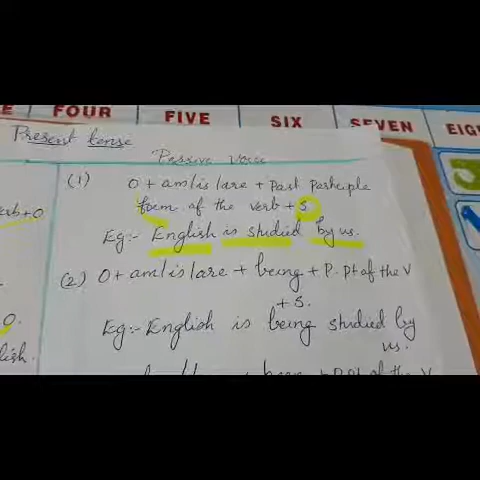 FOUR FIVE SIX SEVEN
Present tense
Passive voice
(1) O + am/is/are + Past Participle
form of the verb + S
Eg:- English is studied by us.
(2) O + am/is/are + being + P. pt of the V
+ S.
Eg:- English is being studied by
us.
erb + O
O.
lish.